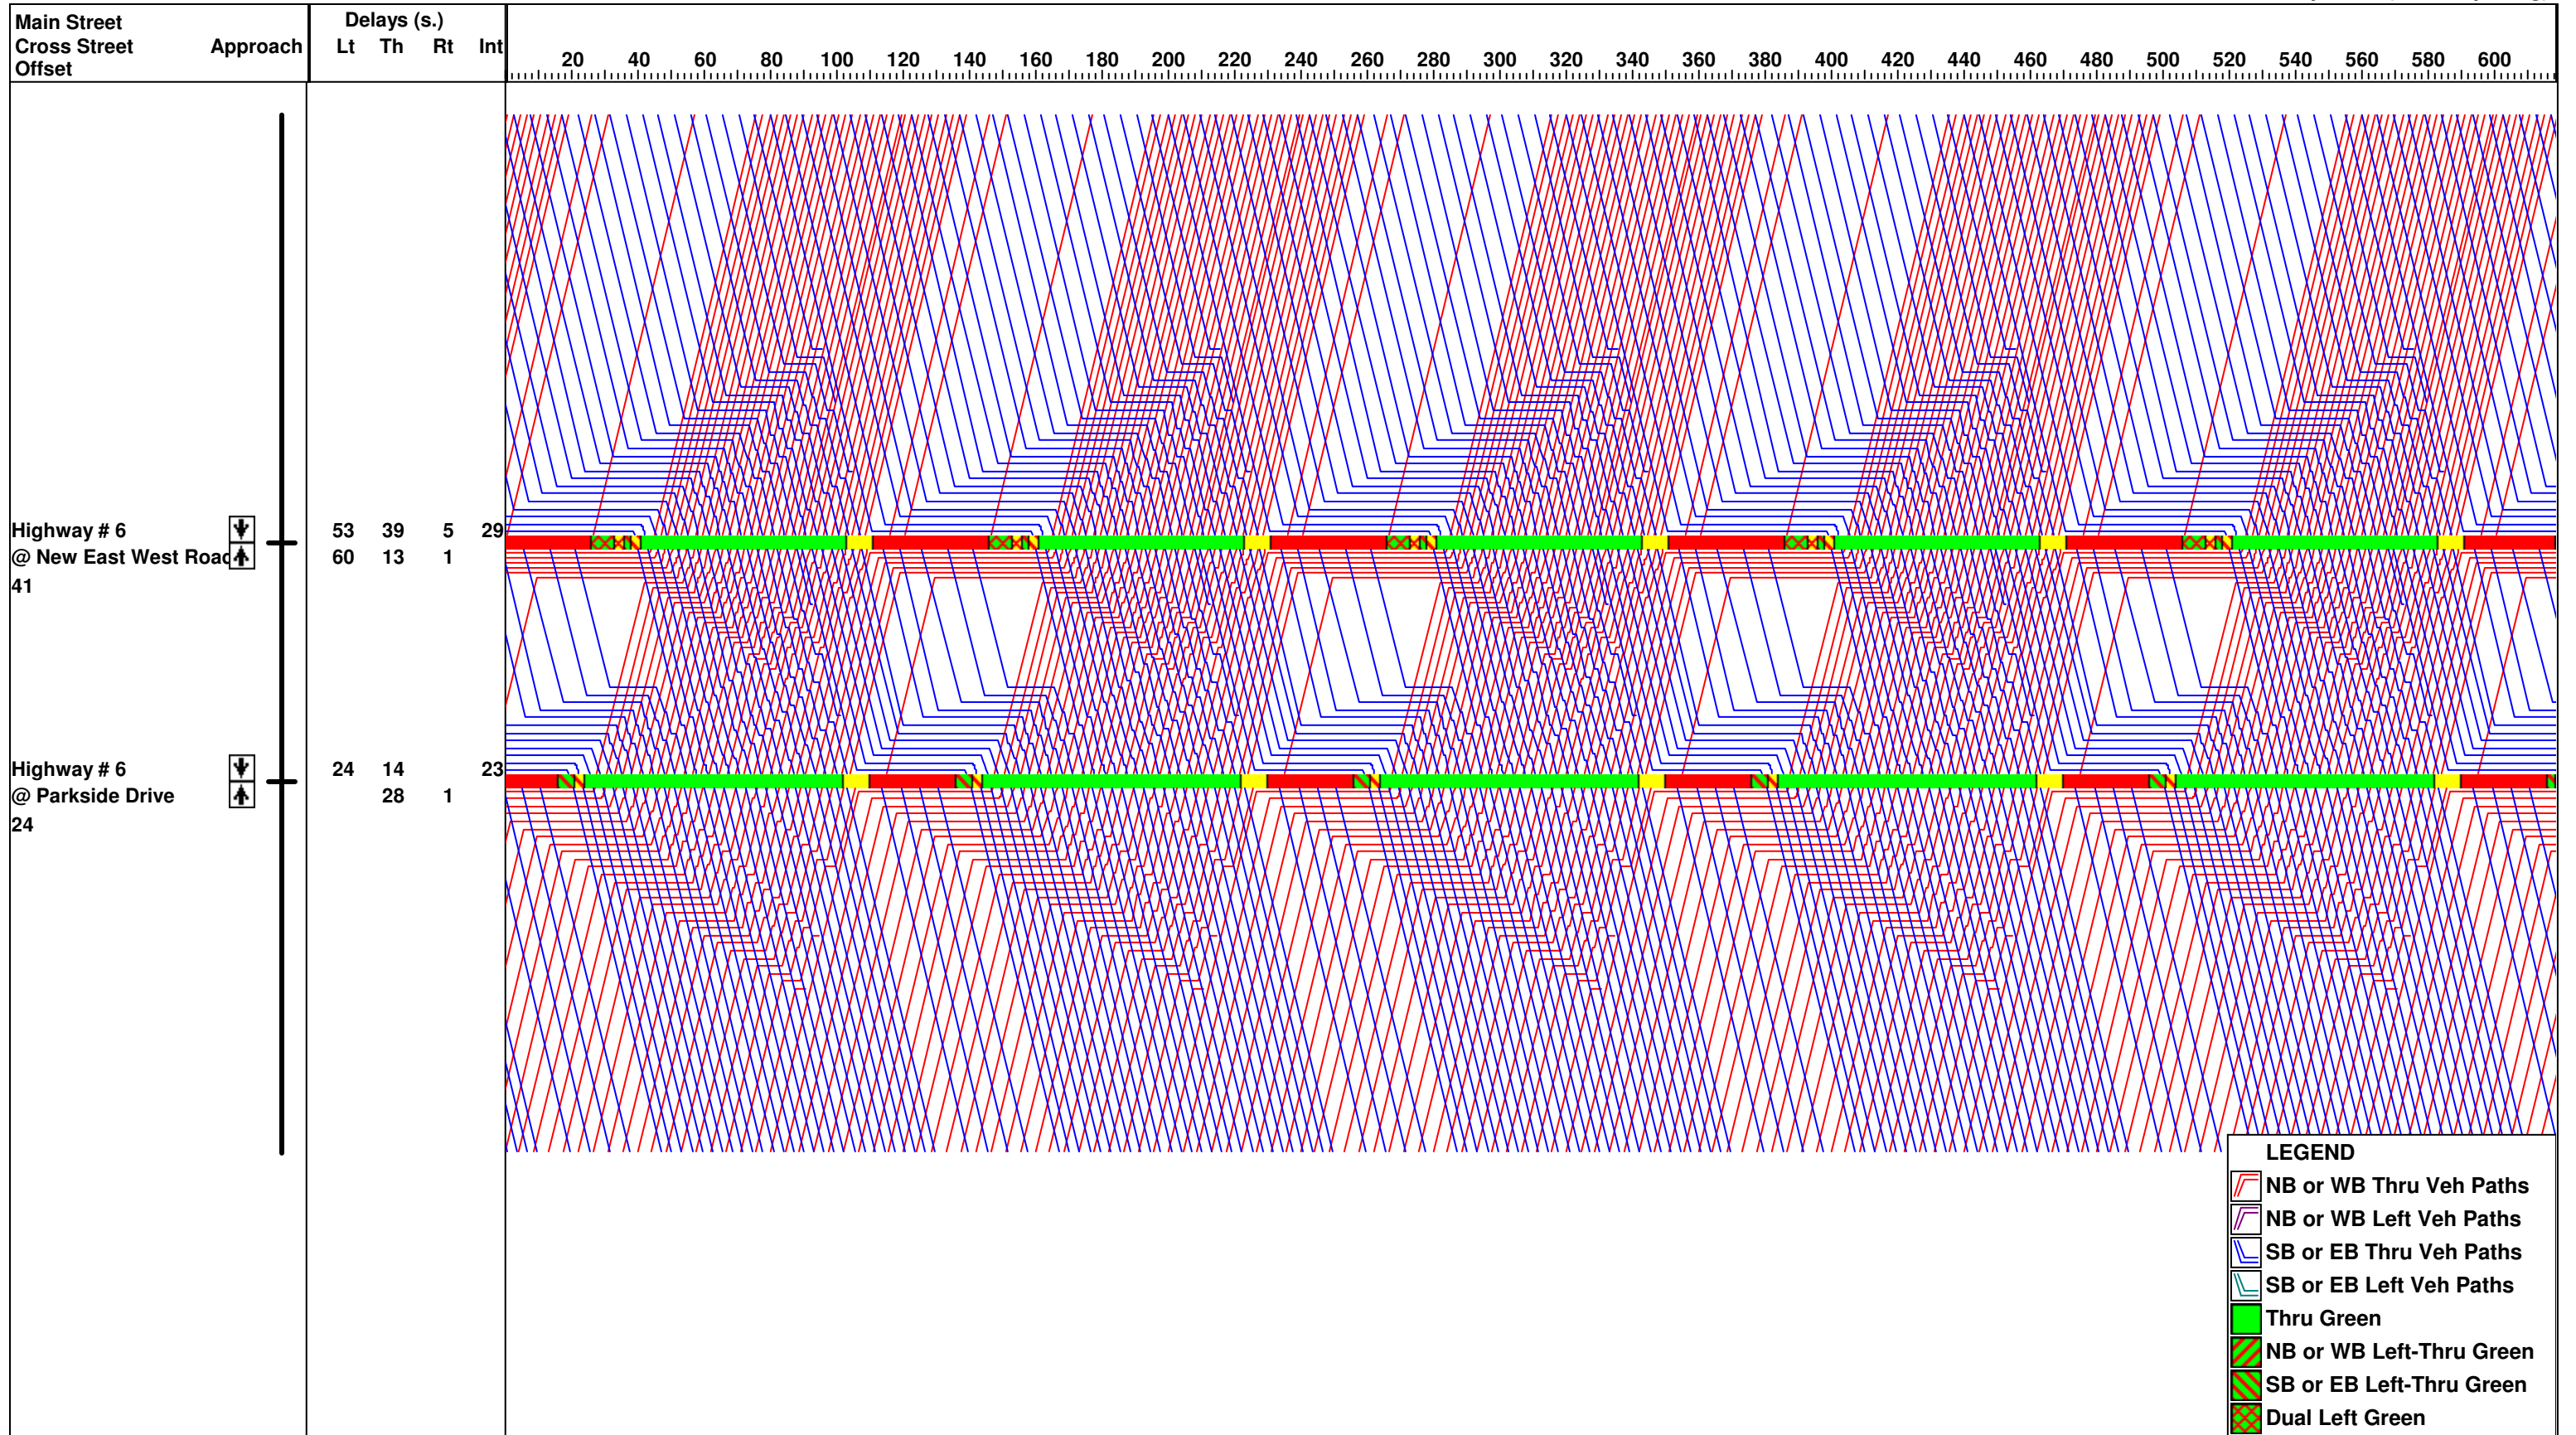 Main Street
Cross Street Approach
Offset
Delays (s.)
Lt Th Rt Int
20 40 60 80 100 120 140 160 180 200 220 240 260 280 300 320 340 360 380 400 420 440 460 480 500 520 540 560 580 600
Highway # 6 53 39 5 29
@ New East West Road 60 13 1
41
Highway # 6 24 14 23
@ Parkside Drive 28 1
24
LEGEND
NB or WB Thru Veh Paths
NB or WB Left Veh Paths
SB or EB Thru Veh Paths
SB or EB Left Veh Paths
Thru Green
NB or WB Left-Thru Green
SB or EB Left-Thru Green
Dual Left Green